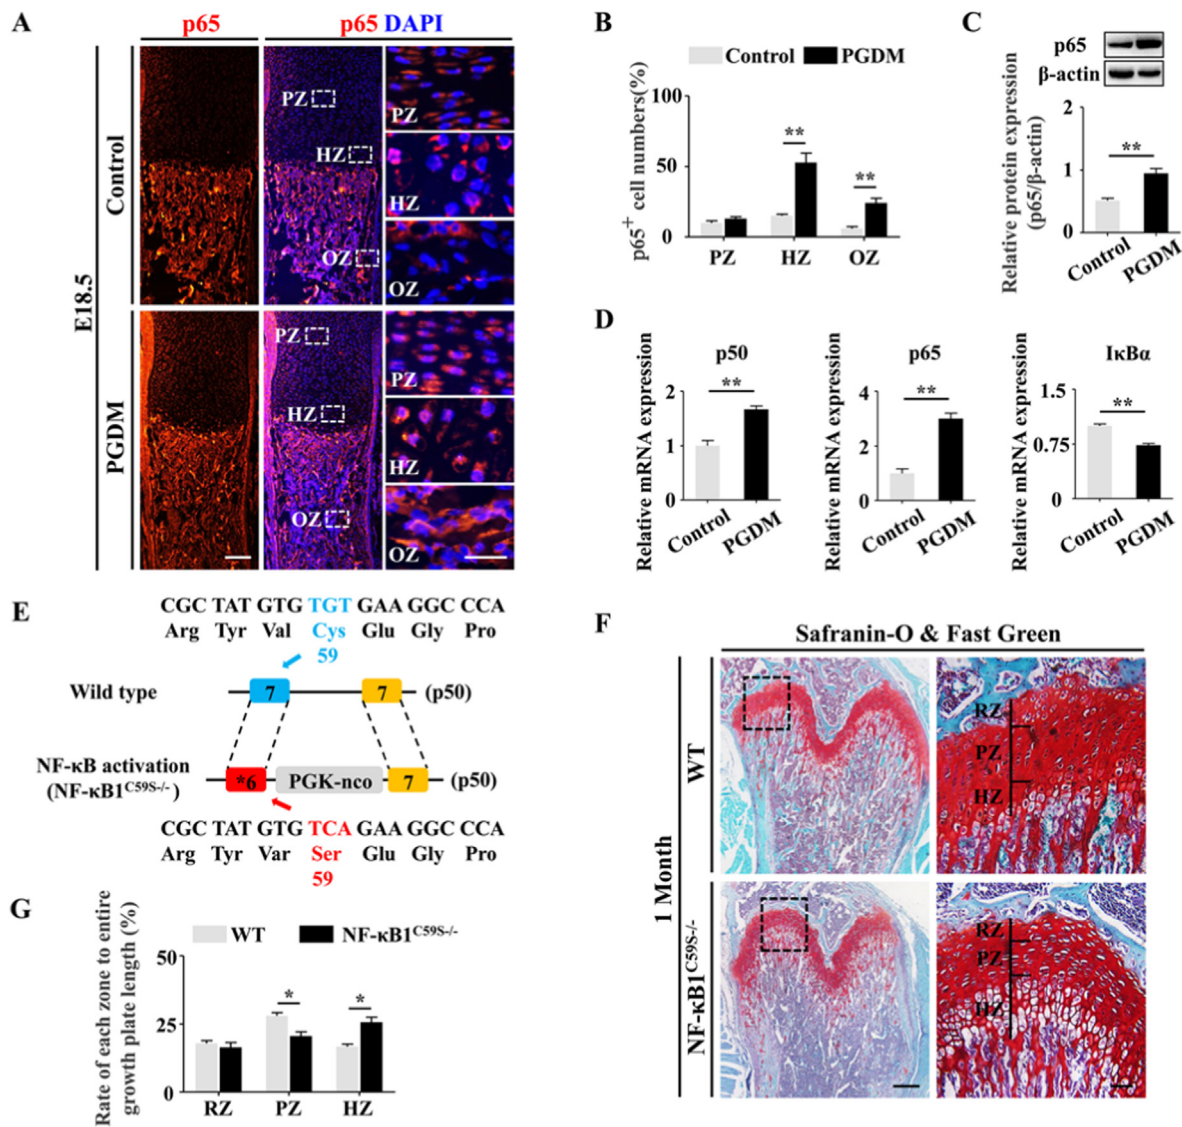 A
p65
p65 DAPI
E18.5
Control
PZ
HZ
OZ
PZ
HZ
OZ
PGDM
PZ
HZ
OZ
PZ
HZ
OZ
B
Control PGDM
p65+ cell numbers(%)
100
50
0
PZ HZ OZ
**
**
C
p65
β-actin
Relative protein expression
(p65/β-actin)
2
1
0
**
Control PGDM
D
p50
Relative mRNA expression
2
1
0
**
Control PGDM
p65
Relative mRNA expression
4
2
0
**
Control PGDM
IκBα
Relative mRNA expression
1.5
0.75
0
**
Control PGDM
E
CGC TAT GTG TGT GAA GGC CCA
Arg Tyr Val Cys Glu Gly Pro
59
Wild type 7 7 (p50)
NF-κB activation
(NF-κB1C59S-/-) *6 PGK-nco 7 (p50)
CGC TAT GTG TCA GAA GGC CCA
Arg Tyr Var Ser Glu Gly Pro
59
F
Safranin-O & Fast Green
1 Month
WT
RZ
PZ
HZ
NF-κB1C59S-/-
RZ
PZ
HZ
G
WT NF-κB1C59S-/-
Rate of each zone to entire
growth plate length (%)
50
25
0
*
*
RZ PZ HZ